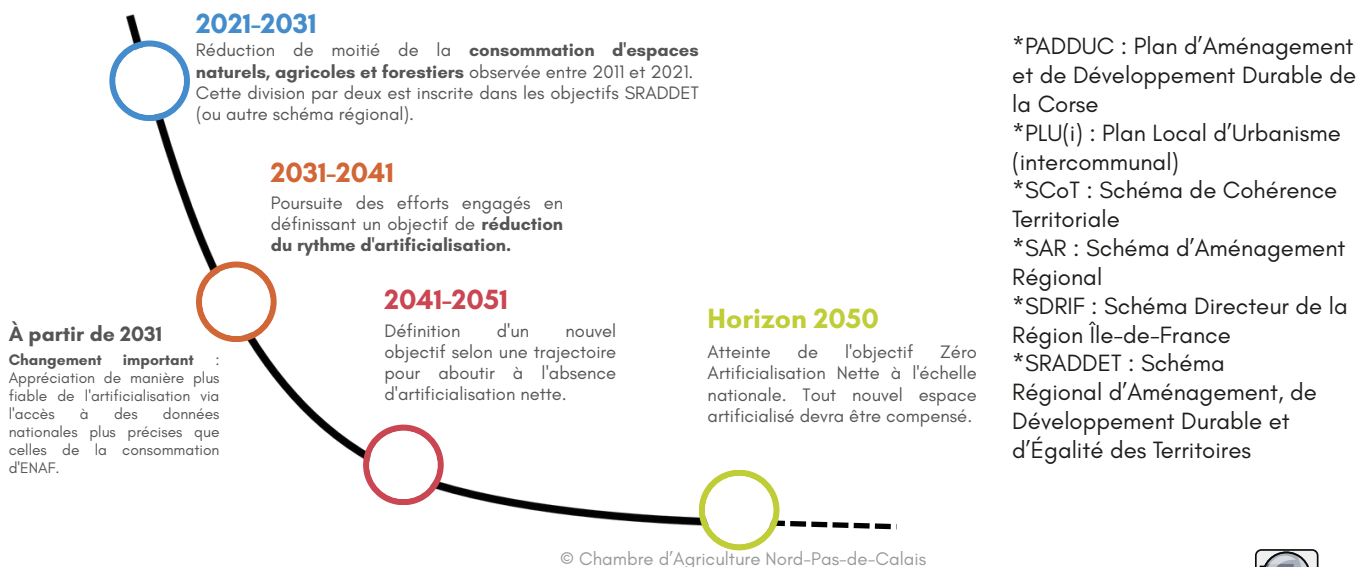 2021-2031
Réduction de moitié de la consommation d'espaces
naturels, agricoles et forestiers observée entre 2011 et 2021.
Cette division par deux est inscrite dans les objectifs SRADDET
(ou autre schéma régional).
2031-2041
Poursuite des efforts engagés en
définissant un objectif de réduction
du rythme d'artificialisation.
À partir de 2031
Changement important :
Appréciation de manière plus
fiable de l'artificialisation via
l'accès à des données
nationales plus précises que
celles de la consommation
d'ENAF.
2041-2051
Définition d'un nouvel
objectif selon une trajectoire
pour aboutir à l'absence
d'artificialisation nette.
Horizon 2050
Atteinte de l'objectif Zéro
Artificialisation Nette à l'échelle
nationale. Tout nouvel espace
artificialisé devra être compensé.
© Chambre d'Agriculture Nord-Pas-de-Calais
*PADDUC : Plan d'Aménagement
et de Développement Durable de
la Corse
*PLU(i) : Plan Local d'Urbanisme
(intercommunal)
*SCoT : Schéma de Cohérence
Territoriale
*SAR : Schéma d'Aménagement
Régional
*SDRIF : Schéma Directeur de la
Région Île-de-France
*SRADDET : Schéma
Régional d'Aménagement, de
Développement Durable et
d'Égalité des Territoires